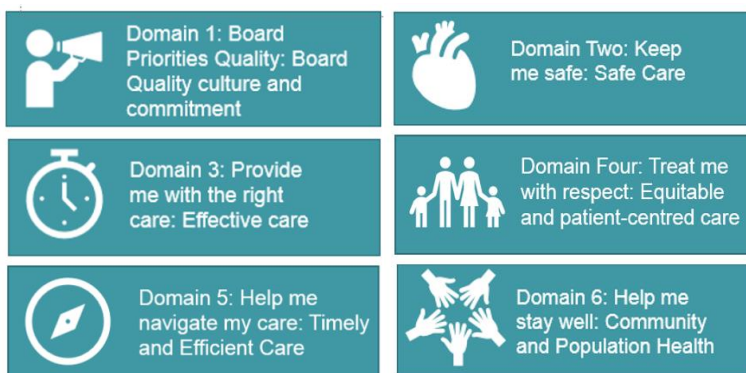 Domain 1: Board
Priorities Quality: Board
Quality culture and
commitment
Domain Two: Keep
me safe: Safe Care
Domain 3: Provide
me with the right
care: Effective care
Domain Four: Treat me
with respect: Equitable
and patient-centred care
Domain 5: Help me
navigate my care: Timely
and Efficient Care
Domain 6: Help me
stay well: Community
and Population Health